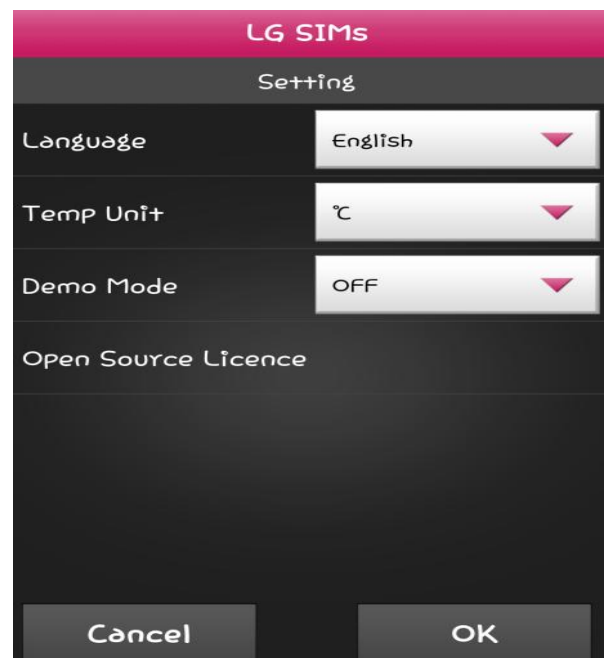 LG SIMs
Setting
Language English
Temp Unit ℃
Demo Mode OFF
Open Source Licence
Cancel OK